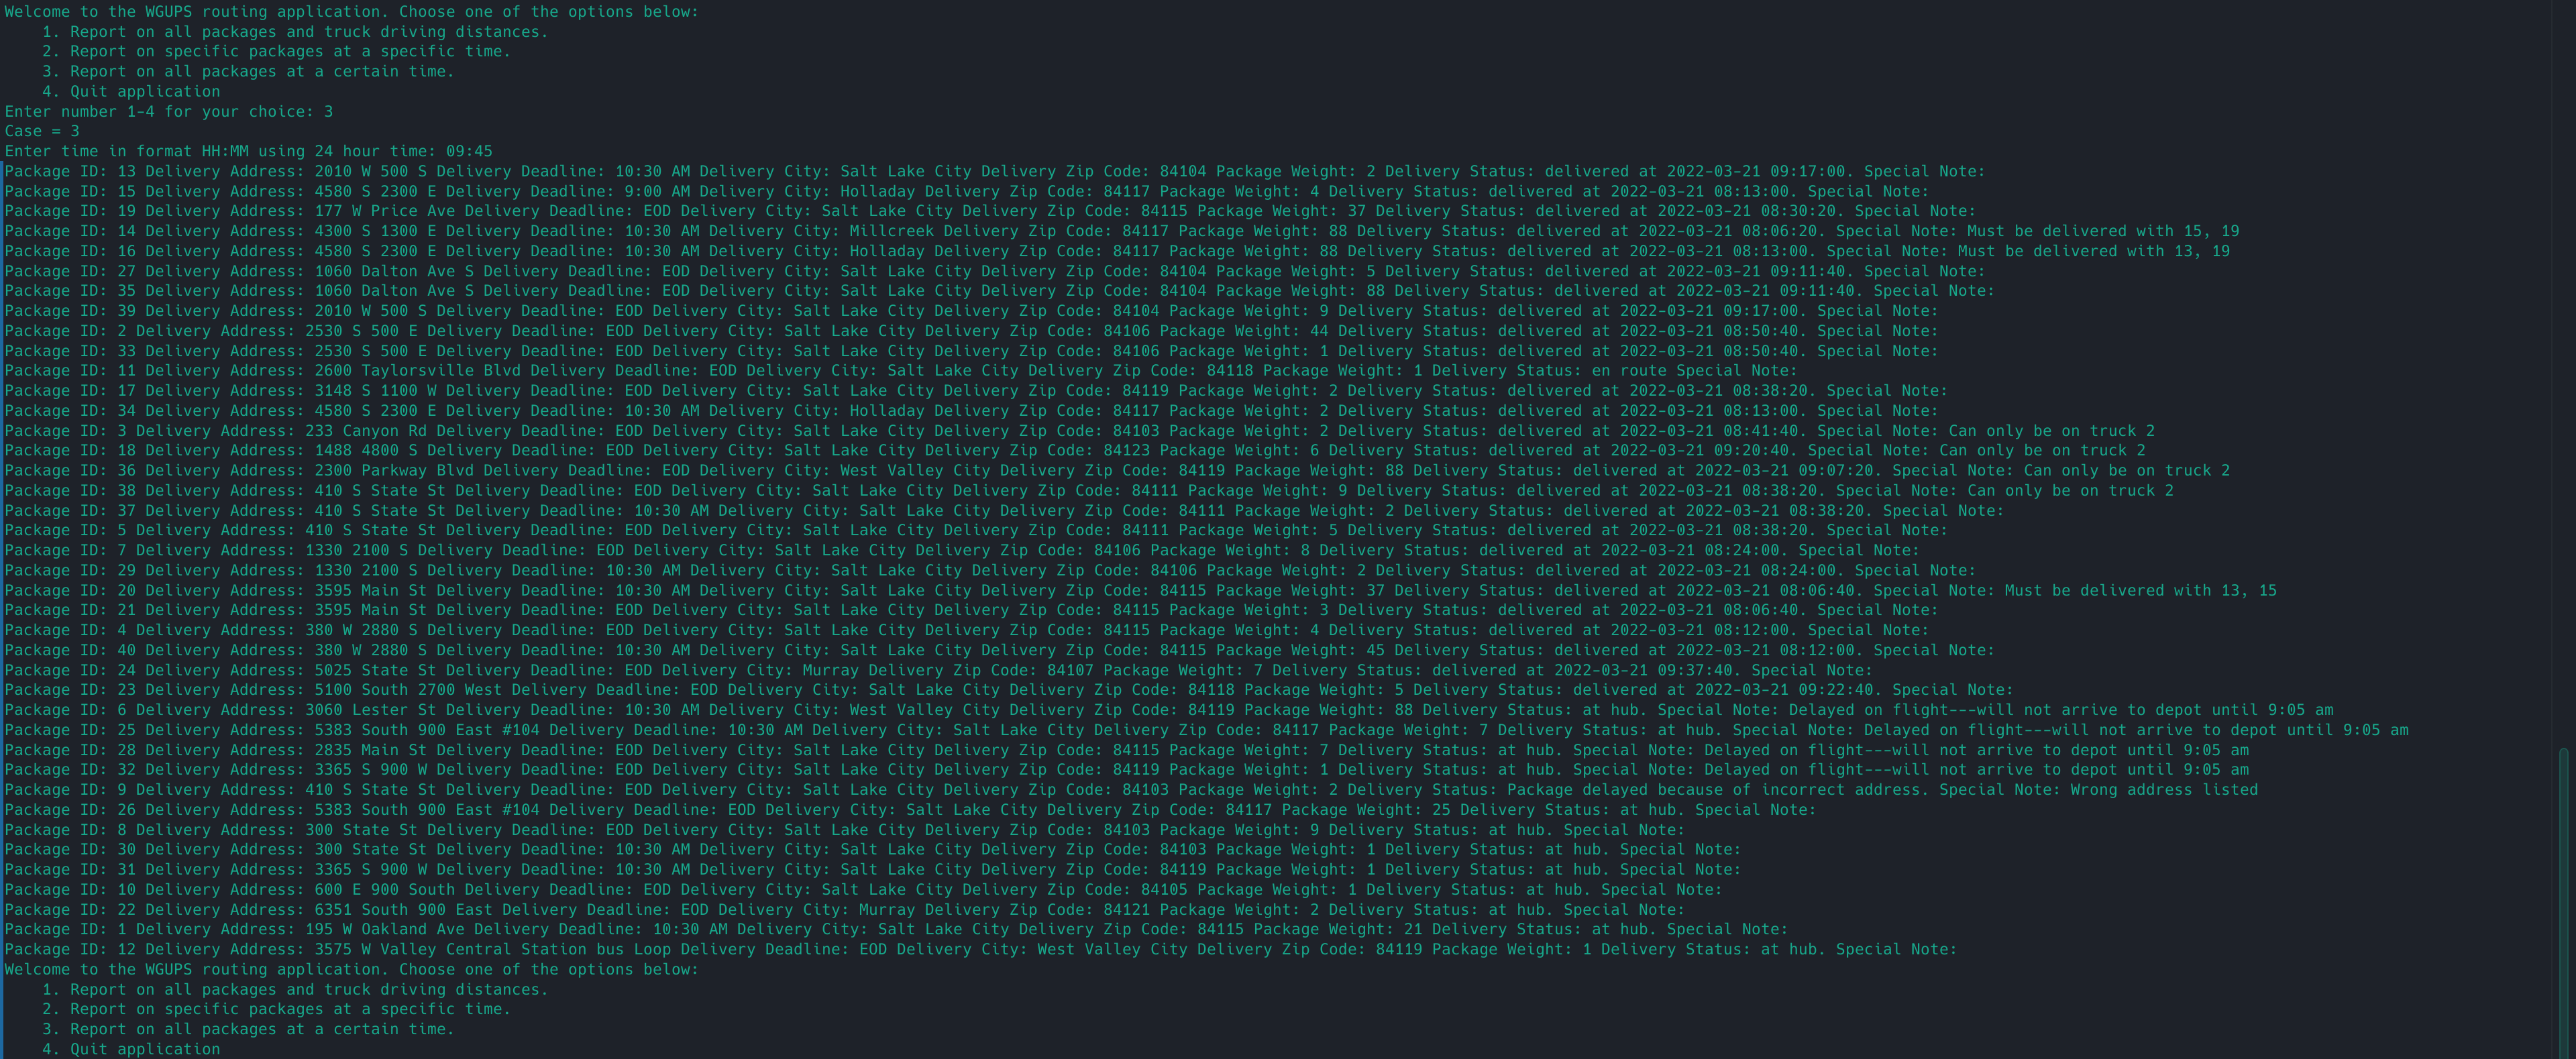 Welcome to the WGUPS routing application. Choose one of the options below:
    1. Report on all packages and truck driving distances.
    2. Report on specific packages at a specific time.
    3. Report on all packages at a certain time.
    4. Quit application
Enter number 1-4 for your choice: 3
Case = 3
Enter time in format HH:MM using 24 hour time: 09:45
Package ID: 13 Delivery Address: 2010 W 500 S Delivery Deadline: 10:30 AM Delivery City: Salt Lake City Delivery Zip Code: 84104 Package Weight: 2 Delivery Status: delivered at 2022-03-21 09:17:00. Special Note:
Package ID: 15 Delivery Address: 4580 S 2300 E Delivery Deadline: 9:00 AM Delivery City: Holladay Delivery Zip Code: 84117 Package Weight: 4 Delivery Status: delivered at 2022-03-21 08:13:00. Special Note:
Package ID: 19 Delivery Address: 177 W Price Ave Delivery Deadline: EOD Delivery City: Salt Lake City Delivery Zip Code: 84115 Package Weight: 37 Delivery Status: delivered at 2022-03-21 08:30:20. Special Note:
Package ID: 14 Delivery Address: 4300 S 1300 E Delivery Deadline: 10:30 AM Delivery City: Millcreek Delivery Zip Code: 84117 Package Weight: 88 Delivery Status: delivered at 2022-03-21 08:06:20. Special Note: Must be delivered with 15, 19
Package ID: 16 Delivery Address: 4580 S 2300 E Delivery Deadline: 10:30 AM Delivery City: Holladay Delivery Zip Code: 84117 Package Weight: 88 Delivery Status: delivered at 2022-03-21 08:13:00. Special Note: Must be delivered with 13, 19
Package ID: 27 Delivery Address: 1060 Dalton Ave S Delivery Deadline: EOD Delivery City: Salt Lake City Delivery Zip Code: 84104 Package Weight: 5 Delivery Status: delivered at 2022-03-21 09:11:40. Special Note:
Package ID: 35 Delivery Address: 1060 Dalton Ave S Delivery Deadline: EOD Delivery City: Salt Lake City Delivery Zip Code: 84104 Package Weight: 88 Delivery Status: delivered at 2022-03-21 09:11:40. Special Note:
Package ID: 39 Delivery Address: 2010 W 500 S Delivery Deadline: EOD Delivery City: Salt Lake City Delivery Zip Code: 84104 Package Weight: 9 Delivery Status: delivered at 2022-03-21 09:17:00. Special Note:
Package ID: 2 Delivery Address: 2530 S 500 E Delivery Deadline: EOD Delivery City: Salt Lake City Delivery Zip Code: 84106 Package Weight: 44 Delivery Status: delivered at 2022-03-21 08:50:40. Special Note:
Package ID: 33 Delivery Address: 2530 S 500 E Delivery Deadline: EOD Delivery City: Salt Lake City Delivery Zip Code: 84106 Package Weight: 1 Delivery Status: delivered at 2022-03-21 08:50:40. Special Note:
Package ID: 11 Delivery Address: 2600 Taylorsville Blvd Delivery Deadline: EOD Delivery City: Salt Lake City Delivery Zip Code: 84118 Package Weight: 1 Delivery Status: en route Special Note:
Package ID: 17 Delivery Address: 3148 S 1100 W Delivery Deadline: EOD Delivery City: Salt Lake City Delivery Zip Code: 84119 Package Weight: 2 Delivery Status: delivered at 2022-03-21 08:38:20. Special Note:
Package ID: 34 Delivery Address: 4580 S 2300 E Delivery Deadline: 10:30 AM Delivery City: Holladay Delivery Zip Code: 84117 Package Weight: 2 Delivery Status: delivered at 2022-03-21 08:13:00. Special Note:
Package ID: 3 Delivery Address: 233 Canyon Rd Delivery Deadline: EOD Delivery City: Salt Lake City Delivery Zip Code: 84103 Package Weight: 2 Delivery Status: delivered at 2022-03-21 08:41:40. Special Note: Can only be on truck 2
Package ID: 18 Delivery Address: 1488 4800 S Delivery Deadline: EOD Delivery City: Salt Lake City Delivery Zip Code: 84123 Package Weight: 6 Delivery Status: delivered at 2022-03-21 09:20:40. Special Note: Can only be on truck 2
Package ID: 36 Delivery Address: 2300 Parkway Blvd Delivery Deadline: EOD Delivery City: West Valley City Delivery Zip Code: 84119 Package Weight: 88 Delivery Status: delivered at 2022-03-21 09:07:20. Special Note: Can only be on truck 2
Package ID: 38 Delivery Address: 410 S State St Delivery Deadline: EOD Delivery City: Salt Lake City Delivery Zip Code: 84111 Package Weight: 9 Delivery Status: delivered at 2022-03-21 08:38:20. Special Note: Can only be on truck 2
Package ID: 37 Delivery Address: 410 S State St Delivery Deadline: 10:30 AM Delivery City: Salt Lake City Delivery Zip Code: 84111 Package Weight: 2 Delivery Status: delivered at 2022-03-21 08:38:20. Special Note:
Package ID: 5 Delivery Address: 410 S State St Delivery Deadline: EOD Delivery City: Salt Lake City Delivery Zip Code: 84111 Package Weight: 5 Delivery Status: delivered at 2022-03-21 08:38:20. Special Note:
Package ID: 7 Delivery Address: 1330 2100 S Delivery Deadline: EOD Delivery City: Salt Lake City Delivery Zip Code: 84106 Package Weight: 8 Delivery Status: delivered at 2022-03-21 08:24:00. Special Note:
Package ID: 29 Delivery Address: 1330 2100 S Delivery Deadline: 10:30 AM Delivery City: Salt Lake City Delivery Zip Code: 84106 Package Weight: 2 Delivery Status: delivered at 2022-03-21 08:24:00. Special Note:
Package ID: 20 Delivery Address: 3595 Main St Delivery Deadline: 10:30 AM Delivery City: Salt Lake City Delivery Zip Code: 84115 Package Weight: 37 Delivery Status: delivered at 2022-03-21 08:06:40. Special Note: Must be delivered with 13, 15
Package ID: 21 Delivery Address: 3595 Main St Delivery Deadline: EOD Delivery City: Salt Lake City Delivery Zip Code: 84115 Package Weight: 3 Delivery Status: delivered at 2022-03-21 08:06:40. Special Note:
Package ID: 4 Delivery Address: 380 W 2880 S Delivery Deadline: EOD Delivery City: Salt Lake City Delivery Zip Code: 84115 Package Weight: 4 Delivery Status: delivered at 2022-03-21 08:12:00. Special Note:
Package ID: 40 Delivery Address: 380 W 2880 S Delivery Deadline: 10:30 AM Delivery City: Salt Lake City Delivery Zip Code: 84115 Package Weight: 45 Delivery Status: delivered at 2022-03-21 08:12:00. Special Note:
Package ID: 24 Delivery Address: 5025 State St Delivery Deadline: EOD Delivery City: Murray Delivery Zip Code: 84107 Package Weight: 7 Delivery Status: delivered at 2022-03-21 09:37:40. Special Note:
Package ID: 23 Delivery Address: 5100 South 2700 West Delivery Deadline: EOD Delivery City: Salt Lake City Delivery Zip Code: 84118 Package Weight: 5 Delivery Status: delivered at 2022-03-21 09:22:40. Special Note:
Package ID: 6 Delivery Address: 3060 Lester St Delivery Deadline: 10:30 AM Delivery City: West Valley City Delivery Zip Code: 84119 Package Weight: 88 Delivery Status: at hub. Special Note: Delayed on flight---will not arrive to depot until 9:05 am
Package ID: 25 Delivery Address: 5383 South 900 East #104 Delivery Deadline: 10:30 AM Delivery City: Salt Lake City Delivery Zip Code: 84117 Package Weight: 7 Delivery Status: at hub. Special Note: Delayed on flight---will not arrive to depot until 9:05 am
Package ID: 28 Delivery Address: 2835 Main St Delivery Deadline: EOD Delivery City: Salt Lake City Delivery Zip Code: 84115 Package Weight: 7 Delivery Status: at hub. Special Note: Delayed on flight---will not arrive to depot until 9:05 am
Package ID: 32 Delivery Address: 3365 S 900 W Delivery Deadline: EOD Delivery City: Salt Lake City Delivery Zip Code: 84119 Package Weight: 1 Delivery Status: at hub. Special Note: Delayed on flight---will not arrive to depot until 9:05 am
Package ID: 9 Delivery Address: 410 S State St Delivery Deadline: EOD Delivery City: Salt Lake City Delivery Zip Code: 84103 Package Weight: 2 Delivery Status: Package delayed because of incorrect address. Special Note: Wrong address listed
Package ID: 26 Delivery Address: 5383 South 900 East #104 Delivery Deadline: EOD Delivery City: Salt Lake City Delivery Zip Code: 84117 Package Weight: 25 Delivery Status: at hub. Special Note:
Package ID: 8 Delivery Address: 300 State St Delivery Deadline: EOD Delivery City: Salt Lake City Delivery Zip Code: 84103 Package Weight: 9 Delivery Status: at hub. Special Note:
Package ID: 30 Delivery Address: 300 State St Delivery Deadline: 10:30 AM Delivery City: Salt Lake City Delivery Zip Code: 84103 Package Weight: 1 Delivery Status: at hub. Special Note:
Package ID: 31 Delivery Address: 3365 S 900 W Delivery Deadline: 10:30 AM Delivery City: Salt Lake City Delivery Zip Code: 84119 Package Weight: 1 Delivery Status: at hub. Special Note:
Package ID: 10 Delivery Address: 600 E 900 South Delivery Deadline: EOD Delivery City: Salt Lake City Delivery Zip Code: 84105 Package Weight: 1 Delivery Status: at hub. Special Note:
Package ID: 22 Delivery Address: 6351 South 900 East Delivery Deadline: EOD Delivery City: Murray Delivery Zip Code: 84121 Package Weight: 2 Delivery Status: at hub. Special Note:
Package ID: 1 Delivery Address: 195 W Oakland Ave Delivery Deadline: 10:30 AM Delivery City: Salt Lake City Delivery Zip Code: 84115 Package Weight: 21 Delivery Status: at hub. Special Note:
Package ID: 12 Delivery Address: 3575 W Valley Central Station bus Loop Delivery Deadline: EOD Delivery City: West Valley City Delivery Zip Code: 84119 Package Weight: 1 Delivery Status: at hub. Special Note:
Welcome to the WGUPS routing application. Choose one of the options below:
    1. Report on all packages and truck driving distances.
    2. Report on specific packages at a specific time.
    3. Report on all packages at a certain time.
    4. Quit application